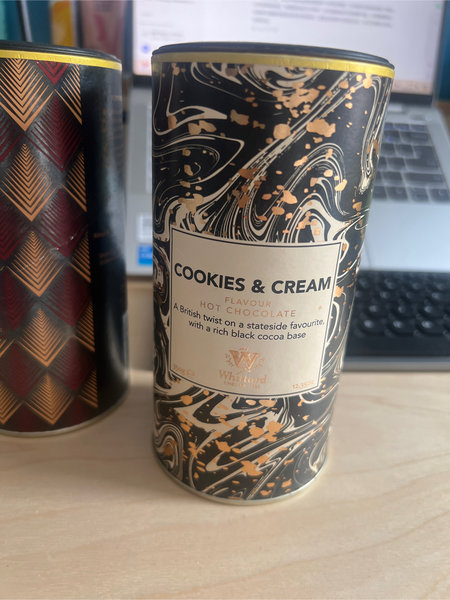 COOKIES & CREAM
FLAVOUR
HOT CHOCOLATE
A British twist on a stateside favourite,
with a rich black cocoa base
W
Whittard